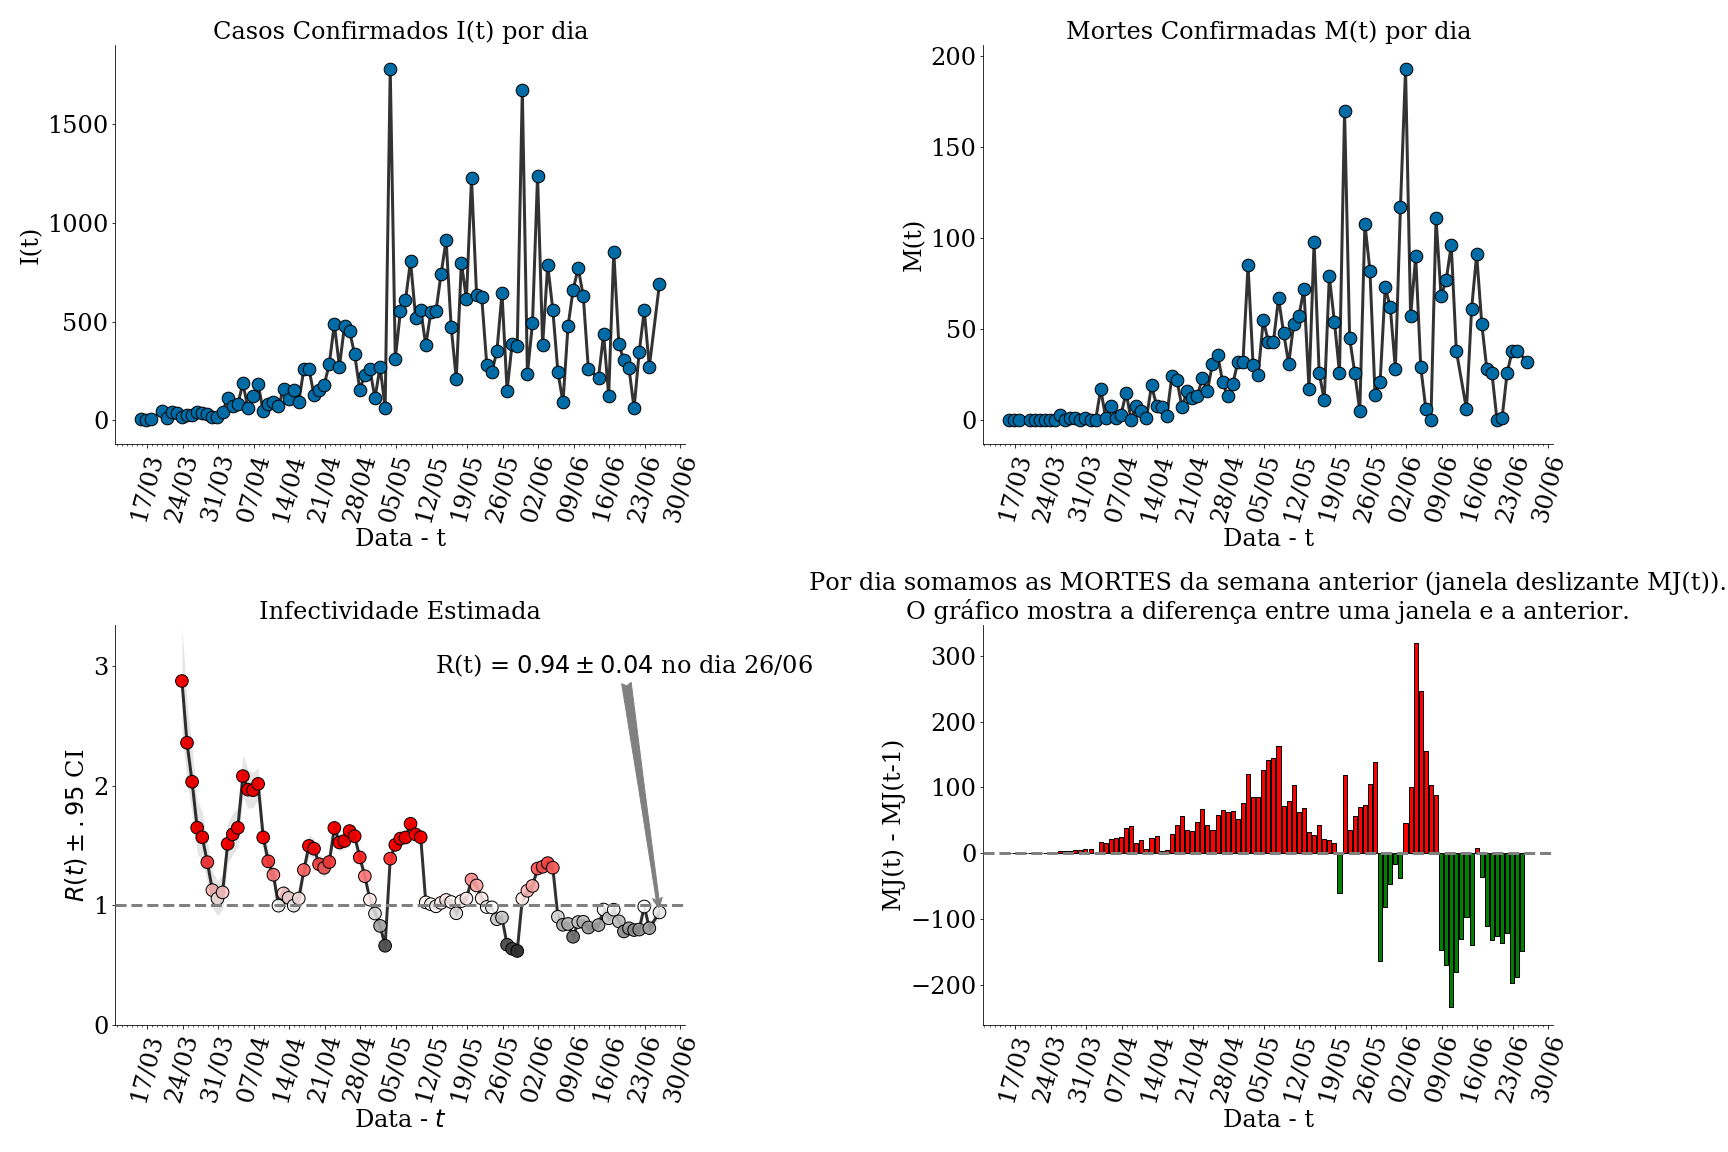 Casos Confirmados I(t) por dia
I(t)
1500
1000
500
0
17/03 24/03 31/03 07/04 14/04 21/04 28/04 05/05 12/05 19/05 26/05 02/06 09/06 16/06 23/06 30/06
Data - t
Mortes Confirmadas M(t) por dia
M(t)
200
150
100
50
0
17/03 24/03 31/03 07/04 14/04 21/04 28/04 05/05 12/05 19/05 26/05 02/06 09/06 16/06 23/06 30/06
Data - t
Infectividade Estimada
R(t) = 0.94 ± 0.04 no dia 26/06
R(t) ± .95 CI
3
2
1
0
17/03 24/03 31/03 07/04 14/04 21/04 28/04 05/05 12/05 19/05 26/05 02/06 09/06 16/06 23/06 30/06
Data - t
Por dia somamos as MORTES da semana anterior (janela deslizante MJ(t)).
O gráfico mostra a diferença entre uma janela e a anterior.
MJ(t) - MJ(t-1)
300
200
100
0
−100
−200
17/03 24/03 31/03 07/04 14/04 21/04 28/04 05/05 12/05 19/05 26/05 02/06 09/06 16/06 23/06 30/06
Data - t